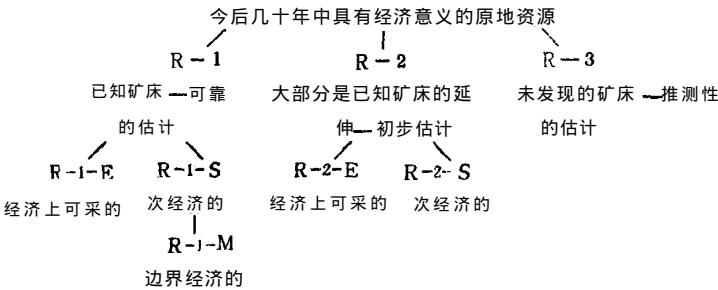 今后几十年中具有经济意义的原地资源
R-1 R-2 R-3
已知矿床—可靠 大部分是已知矿床的延 未发现的矿床—推测性
的估计 伸—初步估计 的估计
R-1-E R-1-S R-2-E R-2-S
经济上可采的 次经济的 经济上可采的 次经济的
R-1-M
边界经济的